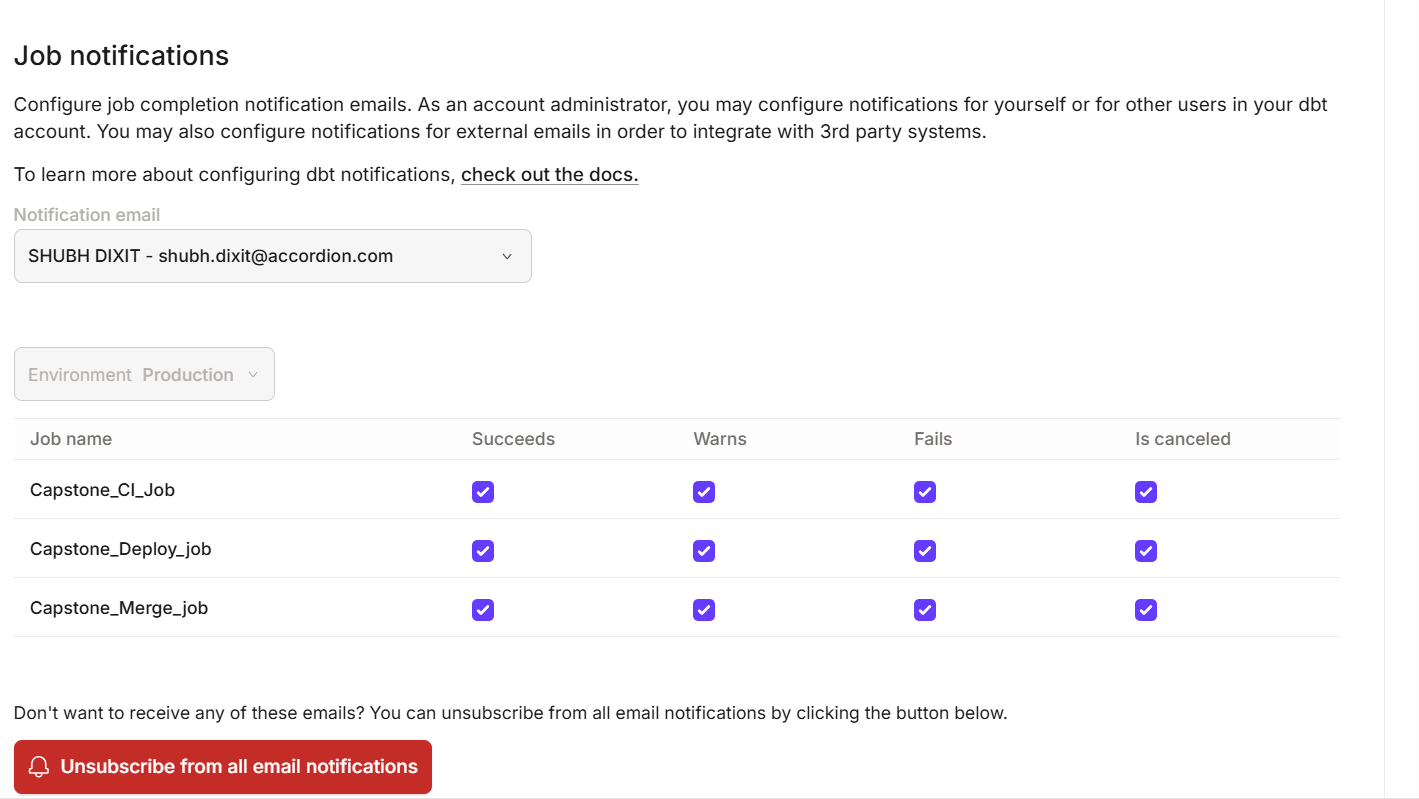 Job notifications
Configure job completion notification emails. As an account administrator, you may configure notifications for yourself or for other users in your dbt
account. You may also configure notifications for external emails in order to integrate with 3rd party systems.
To learn more about configuring dbt notifications, check out the docs.
Notification email
SHUBH DIXIT - shubh.dixit@accordion.com
Environment Production
Job name Succeeds Warns Fails Is canceled
Capstone_CI_Job
Capstone_Deploy_job
Capstone_Merge_job
Don't want to receive any of these emails? You can unsubscribe from all email notifications by clicking the button below.
Unsubscribe from all email notifications